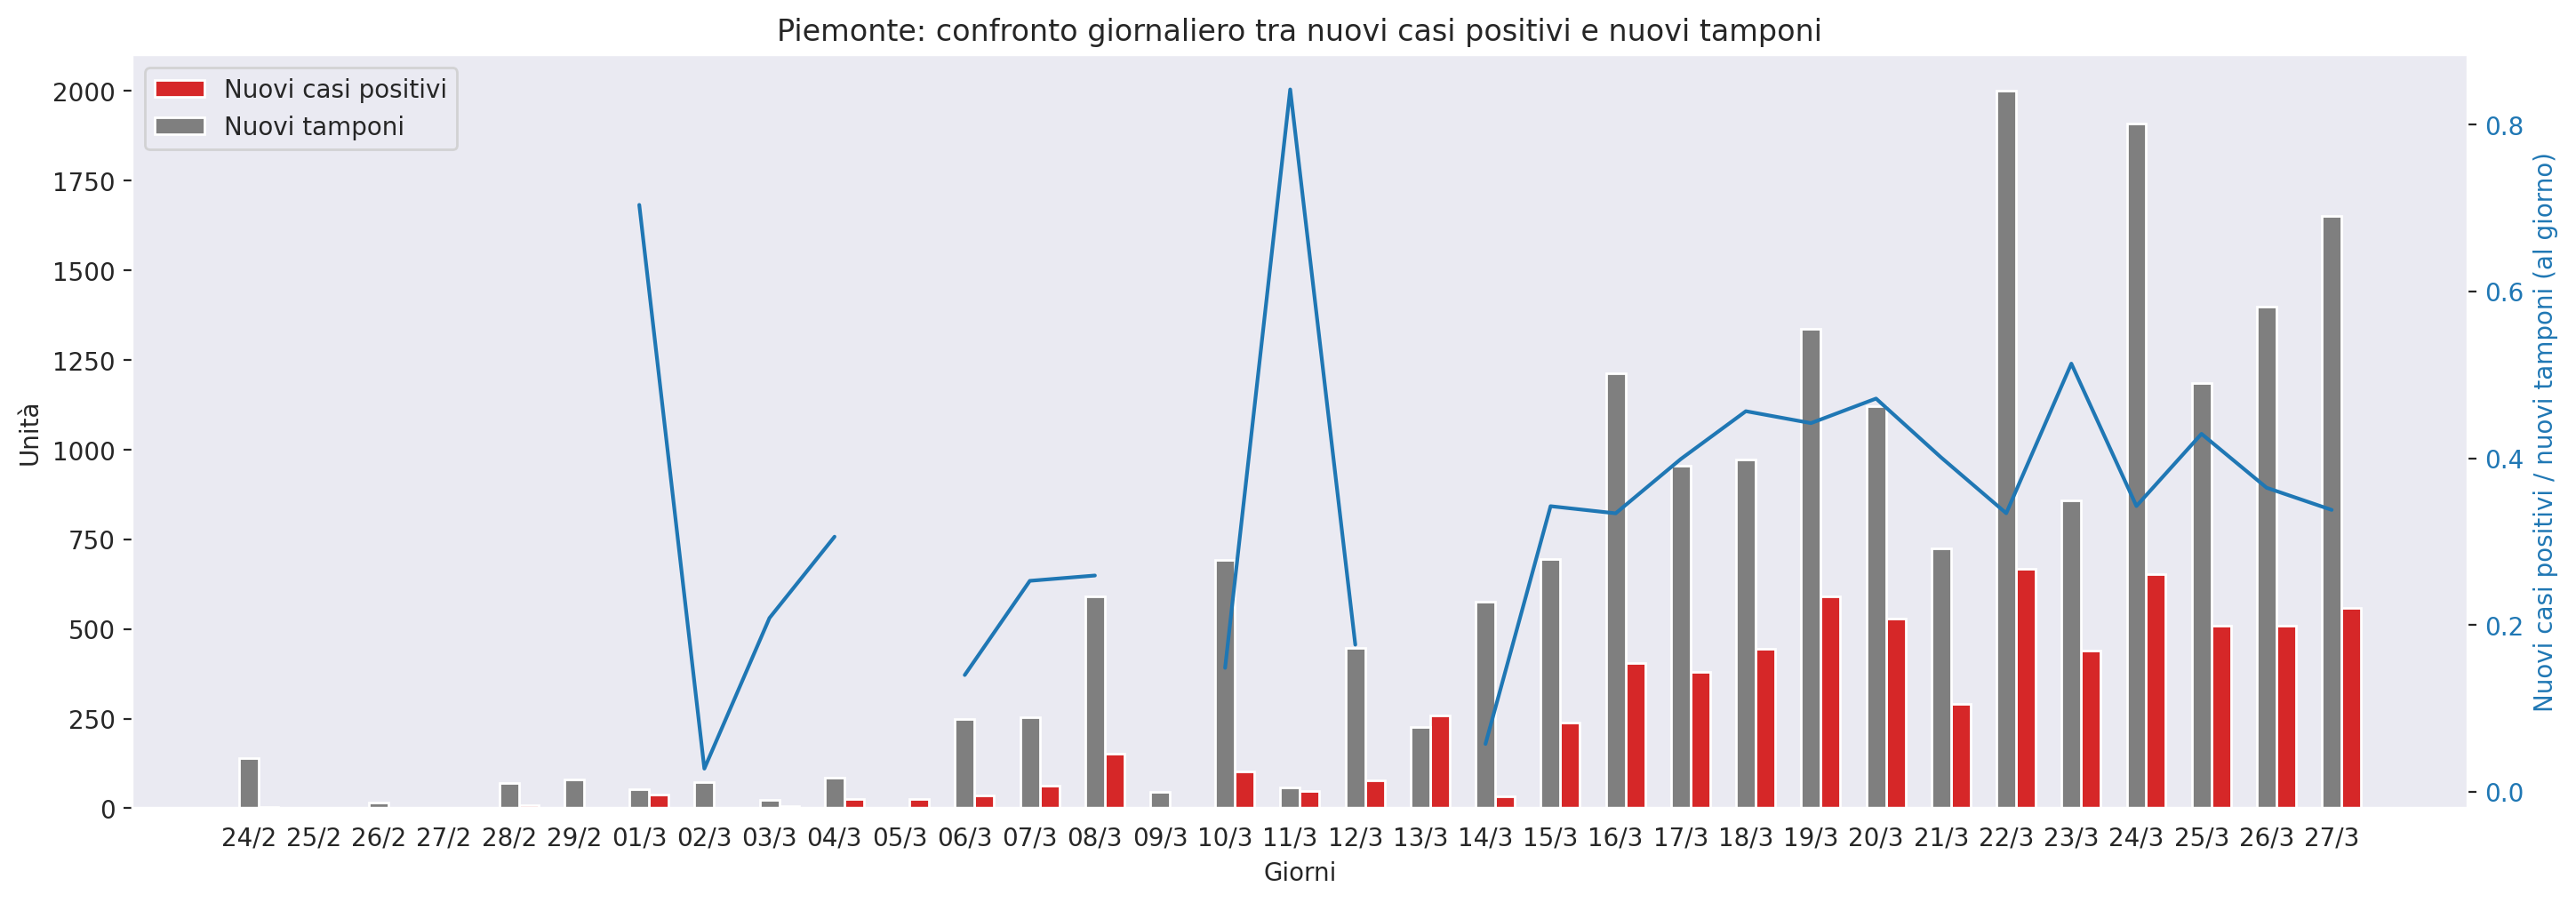 Piemonte: confronto giornaliero tra nuovi casi positivi e nuovi tamponi
Nuovi casi positivi
Nuovi tamponi
2000
1750
1500
1250
1000
750
500
250
0
Unità
0.8
0.6
0.4
0.2
0.0
Nuovi casi positivi / nuovi tamponi (al giorno)
24/2 25/2 26/2 27/2 28/2 29/2 01/3 02/3 03/3 04/3 05/3 06/3 07/3 08/3 09/3 10/3 11/3 12/3 13/3 14/3 15/3 16/3 17/3 18/3 19/3 20/3 21/3 22/3 23/3 24/3 25/3 26/3 27/3
Giorni